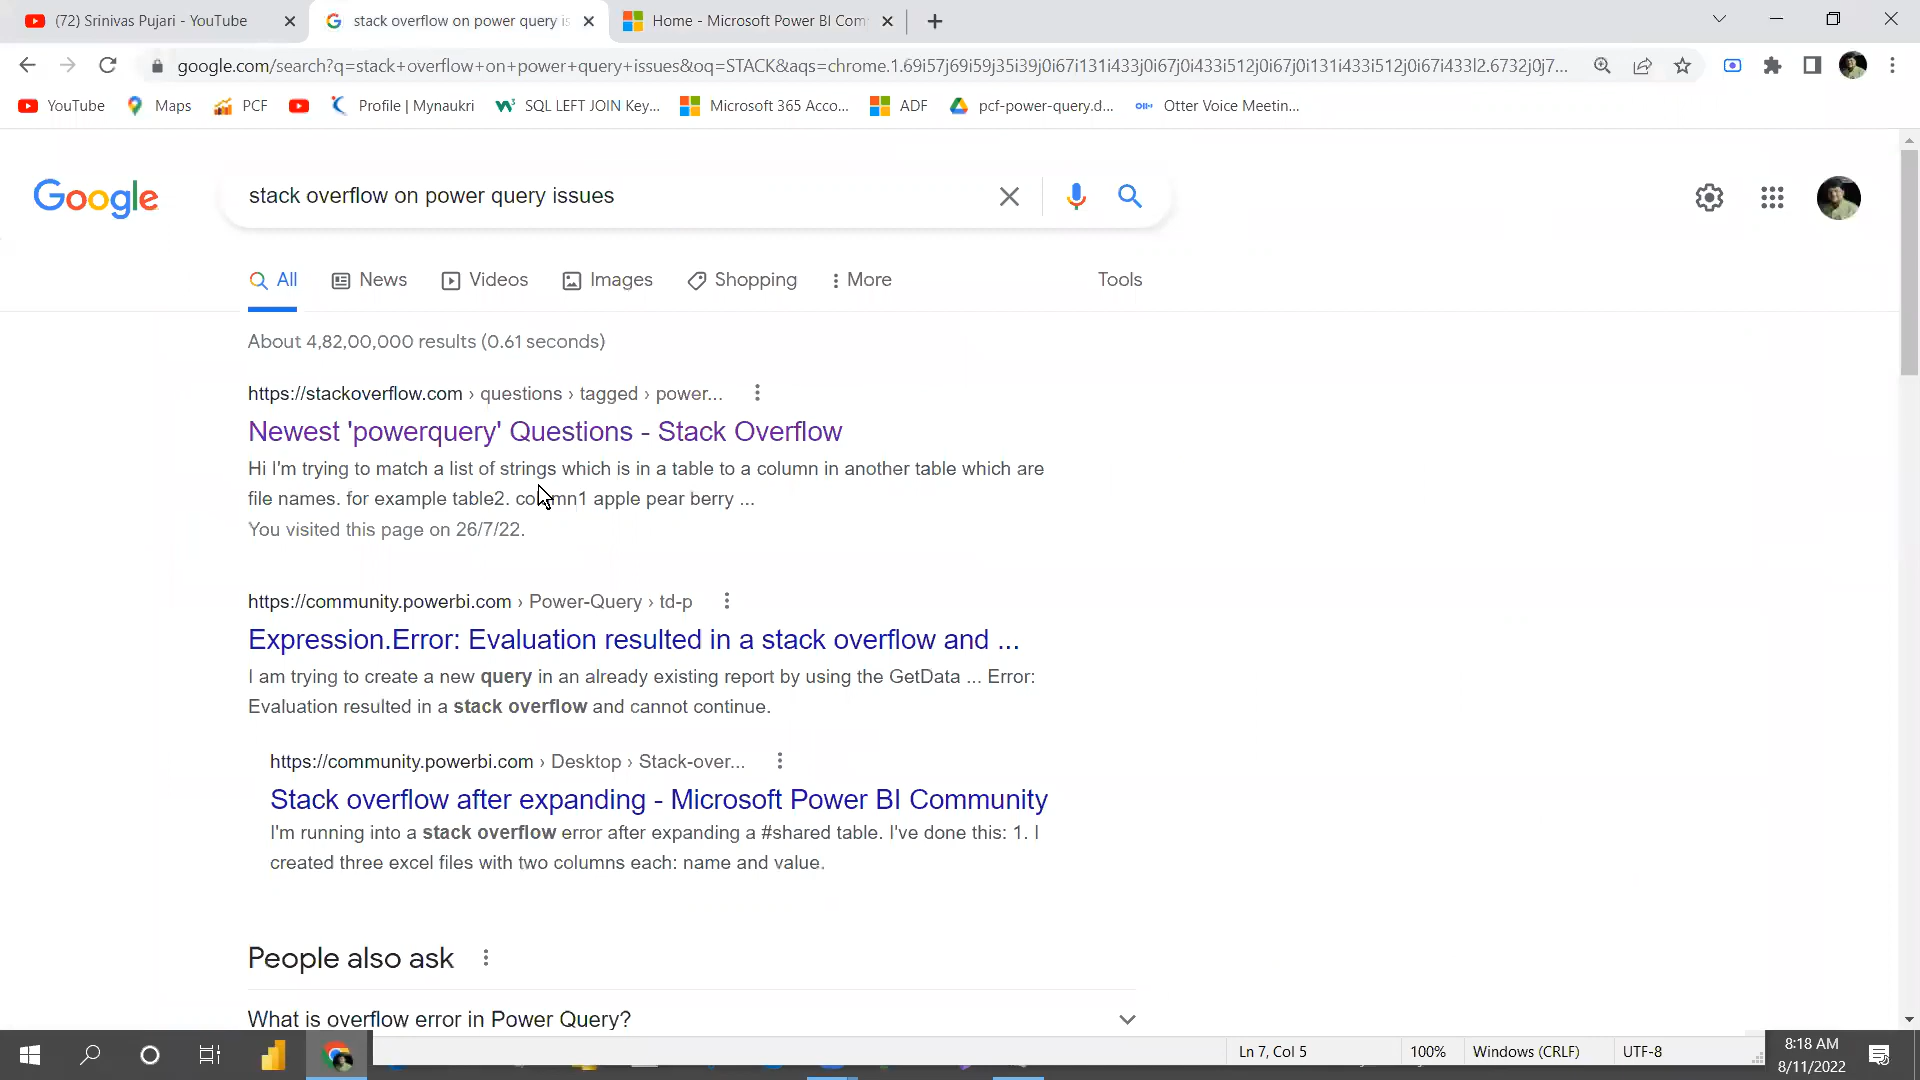 (72) Srinivas Pujari - YouTube
stack overflow on power query is
Home - Microsoft Power BI Com
google.com/search?q=stack+overflow+on+power+query+issues&oq=STACK&aqs=chrome.1.69i57j69i59j35i39j0i67i131i433j0i67j0i433i512j0i67j0i131i433i512j0i67i433l2.6732j0j7...
YouTube
Maps
PCF
Profile | Mynaukri
SQL LEFT JOIN Key...
Microsoft 365 Acco...
ADF
pcf-power-query.d...
Otter Voice Meetin...
Google
stack overflow on power query issues
All
News
Videos
Images
Shopping
More
Tools
About 4,82,00,000 results (0.61 seconds)
https://stackoverflow.com › questions › tagged › power...
Newest 'powerquery' Questions - Stack Overflow
Hi I'm trying to match a list of strings which is in a table to a column in another table which are
file names. for example table2. column1 apple pear berry ...
You visited this page on 26/7/22.
https://community.powerbi.com › Power-Query › td-p
Expression.Error: Evaluation resulted in a stack overflow and ...
I am trying to create a new query in an already existing report by using the GetData ... Error:
Evaluation resulted in a stack overflow and cannot continue.
https://community.powerbi.com › Desktop › Stack-over...
Stack overflow after expanding - Microsoft Power BI Community
I'm running into a stack overflow error after expanding a #shared table. I've done this: 1. I
created three excel files with two columns each: name and value.
People also ask
What is overflow error in Power Query?
Ln 7, Col 5
100%
Windows (CRLF)
UTF-8
8:18 AM
8/11/2022